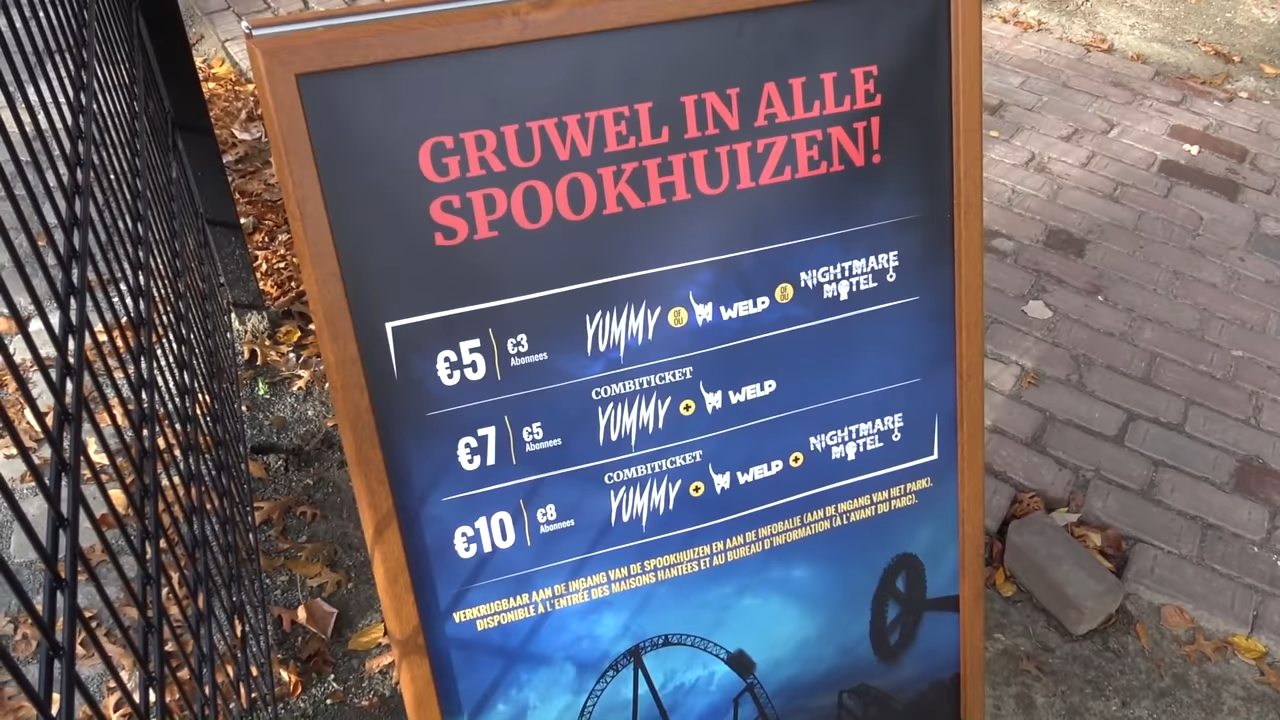 GRUWEL IN ALLE
SPOOKHUIZEN!
€5 €3 Abonnees YUMMY OF OU WELP OF OU NIGHTMARE MOTEL
COMBITICKET
€7 €5 Abonnees YUMMY + WELP
COMBITICKET
€10 €8 Abonnees YUMMY + WELP + NIGHTMARE MOTEL
VERKRIJGBAAR AAN DE INGANG VAN DE SPOOKHUIZEN EN AAN DE INFOBALIE (AAN DE INGANG VAN HET PARK).
DISPONIBLE À L'ENTRÉE DES MAISONS HANTÉES ET AU BUREAU D'INFORMATION (À L'AVANT DU PARC).